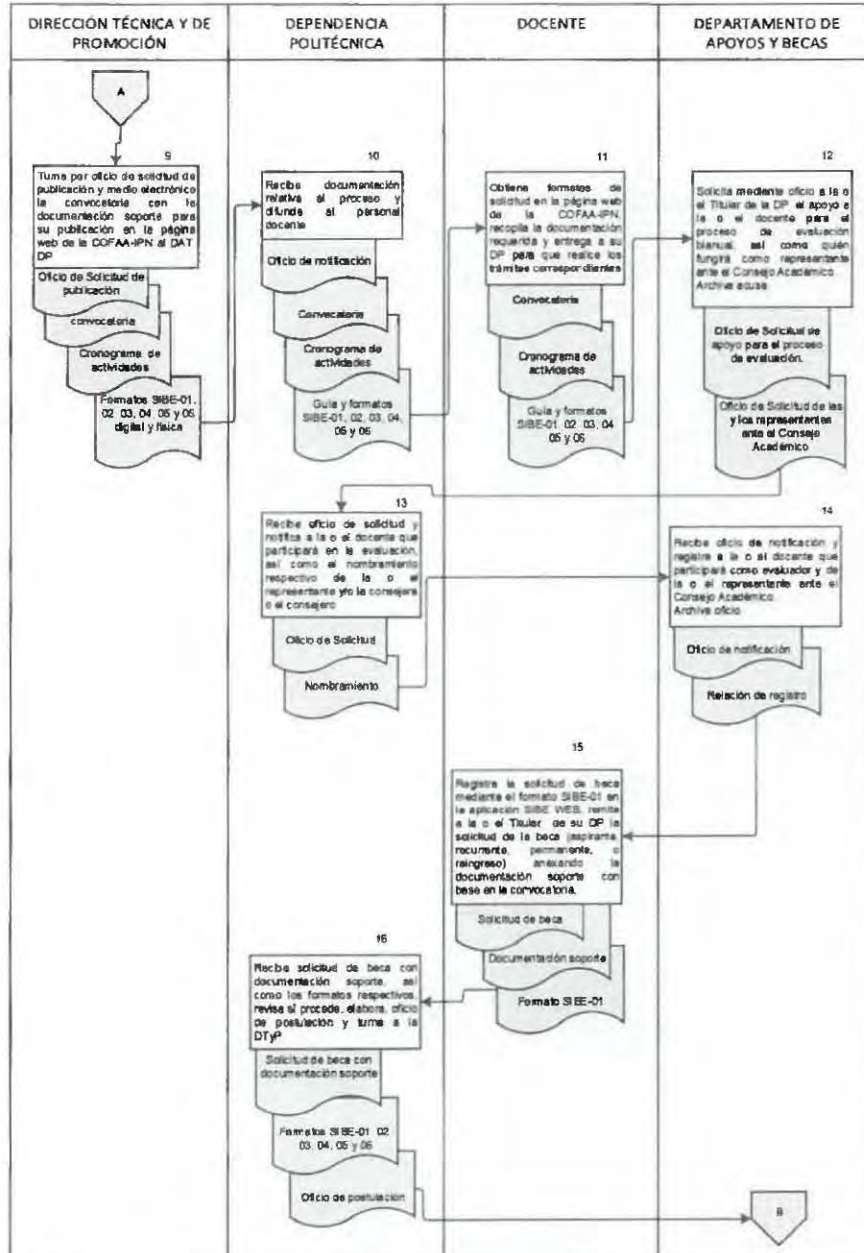 DIRECCIÓN TÉCNICA Y DE
PROMOCIÓN
DEPENDENCIA
POLITÉCNICA
DOCENTE
DEPARTAMENTO DE
APOYOS Y BECAS
A
9
Turna por oficio de solicitud de
publicación y medio electrónico
la convocatoria con la
documentación soporte para
su publicación en la página
web de la COFAA-IPN al DAT
DP
Oficio de Solicitud de
publicación
convocatoria
Cronograma de
actividades
Formatos SIBE-01,
02, 03, 04, 05 y 06
digital y física
10
Recibe documentación
relativa al proceso y
difunde al personal
docente
Oficio de notificación
Convocatoria
Cronograma de
actividades
Guía y formatos
SIBE-01, 02, 03, 04,
05 y 06
11
Obtiene formatos de
solicitud en la página web
de la COFAA-IPN,
recopila la documentación
requerida y entrega a su
DP para que realice los
trámites correspondientes
Convocatoria
Cronograma de
actividades
Guía y formatos
SIBE-01, 02, 03, 04
05 y 06
12
Solicita mediante oficio a la o
el Titular de la DP el apoyo a
la o el docente para el
proceso de evaluación
bianual, así como quién
fungirá como representante
ante el Consejo Académico.
Archiva acuse
Oficio de Solicitud de
apoyo para el proceso
de evaluación.
Oficio de Solicitud de las
y los representantes
ante el Consejo
Académico
13
Recibe oficio de solicitud y
notifica a la o el docente que
participará en la evaluación,
así como el nombramiento
respectivo de la o el
representante y/o la consejera
o el consejero
Oficio de Solicitud
Nombramiento
14
Recibe oficio de notificación y
registra a la o al docente que
participará como evaluador y de
la o el representante ante el
Consejo Académico
Archiva oficio
Oficio de notificación
Relación de registro
15
Registra la solicitud de beca
mediante el formato SIBE-01 en
la aplicación SIBE WEB, remite
a la o el Titular de su DP la
solicitud de la beca (aspirante,
recurrente, permanente, o
reingreso) anexando la
documentación soporte con
base en la convocatoria.
Solicitud de beca
Documentación soporte
Formato SIBE-01
16
Recibe solicitud de beca con
documentación soporte, así
como los formatos respectivos,
revisa si procede, elabora, oficio
de postulación y turna a la
DTyP
Solicitud de beca con
documentación soporte
Formatos SIBE-01 02
03, 04, 05 y 06
Oficio de postulación
B